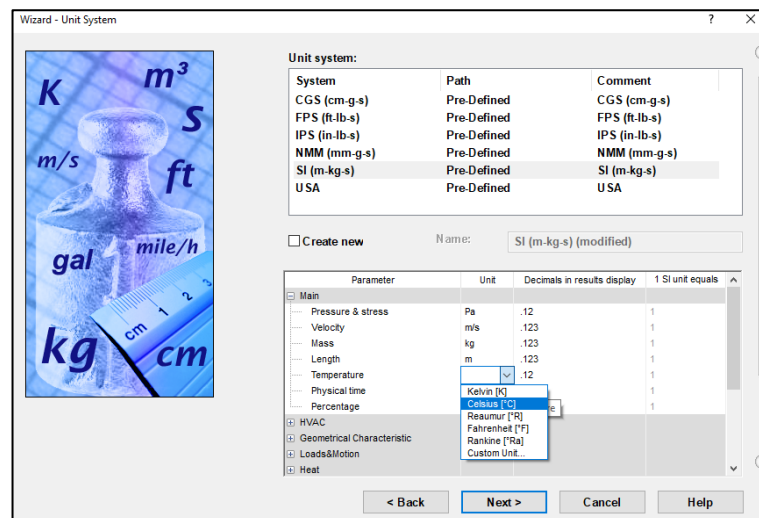 Wizard - Unit System ? ×
K
m³
S
m/s
ft
gal
mile/h
cm 1 2 3
kg
cm
Unit system:
System Path Comment
CGS (cm-g-s) Pre-Defined CGS (cm-g-s)
FPS (ft-lb-s) Pre-Defined FPS (ft-lb-s)
IPS (in-lb-s) Pre-Defined IPS (in-lb-s)
NMM (mm-g-s) Pre-Defined NMM (mm-g-s)
SI (m-kg-s) Pre-Defined SI (m-kg-s)
USA Pre-Defined USA
Create new Name: SI (m-kg-s) (modified)
Parameter Unit Decimals in results display 1 SI unit equals
Main
Pressure & stress Pa .12 1
Velocity m/s .123 1
Mass kg .123 1
Length m .123 1
Temperature .12 1
Physical time 1
Percentage 1
Kelvin [K]
Celsius [°C]
Reaumur [°R]
Fahrenheit [°F]
Rankine [°Ra]
Custom Unit...
HVAC
Geometrical Characteristic
Loads&Motion
Heat
< Back Next > Cancel Help